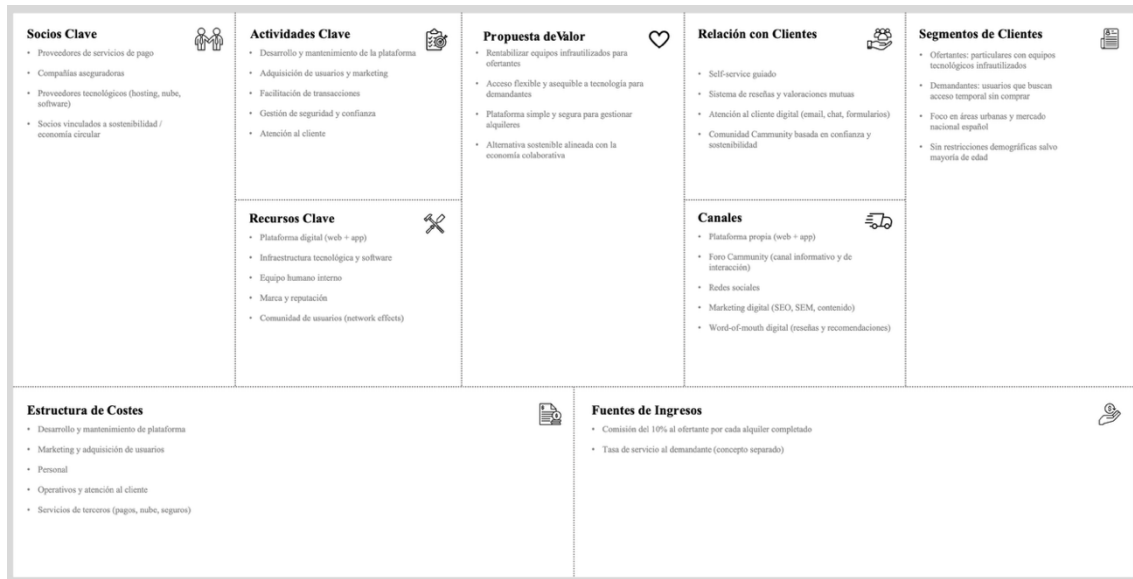 Socios Clave
• Proveedores de servicios de pago
• Compañías aseguradoras
• Proveedores tecnológicos (hosting, nube,
software)
• Socios vinculados a sostenibilidad /
economía circular
Actividades Clave
• Desarrollo y mantenimiento de la plataforma
• Adquisición de usuarios y marketing
• Facilitación de transacciones
• Gestión de seguridad y confianza
• Atención al cliente
Recursos Clave
• Plataforma digital (web + app)
• Infraestructura tecnológica y software
• Equipo humano interno
• Marca y reputación
• Comunidad de usuarios (network effects)
Propuesta deValor
• Rentabilizar equipos infrautilizados para
ofertantes
• Acceso flexible y asequible a tecnología para
demandantes
• Plataforma simple y segura para gestionar
alquileres
• Alternativa sostenible alineada con la
economía colaborativa
Relación con Clientes
• Self-service guiado
• Sistema de reseñas y valoraciones mutuas
• Atención al cliente digital (email, chat, formularios)
• Comunidad Cammunity basada en confianza y
sostenibilidad
Canales
• Plataforma propia (web + app)
• Foro Cammunity (canal informativo y de
interacción)
• Redes sociales
• Marketing digital (SEO, SEM, contenido)
• Word-of-mouth digital (reseñas y recomendaciones)
Segmentos de Clientes
• Ofertantes: particulares con equipos
tecnológicos infrautilizados
• Demandantes: usuarios que buscan
acceso temporal sin comprar
• Foco en áreas urbanas y mercado
nacional español
• Sin restricciones demográficas salvo
mayoría de edad
Estructura de Costes
• Desarrollo y mantenimiento de plataforma
• Marketing y adquisición de usuarios
• Personal
• Operativos y atención al cliente
• Servicios de terceros (pagos, nube, seguros)
Fuentes de Ingresos
• Comisión del 10% al ofertante por cada alquiler completado
• Tasa de servicio al demandante (concepto separado)